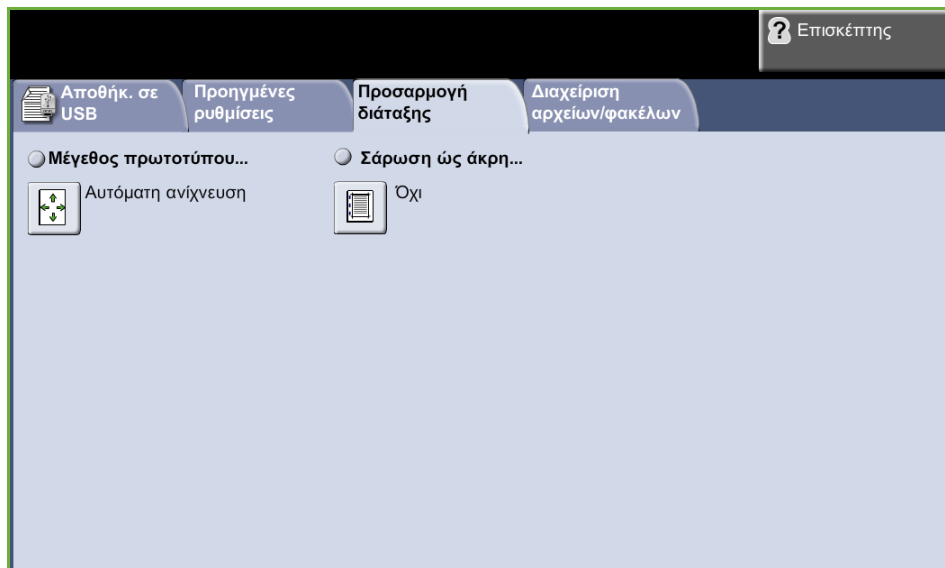 Επισκέπτης
Αποθήκ. σε
USB
Προηγμένες
ρυθμίσεις
Προσαρμογή
διάταξης
Διαχείριση
αρχείων/φακέλων
Μέγεθος πρωτοτύπου...
Σάρωση ώς άκρη...
Αυτόματη ανίχνευση
Όχι